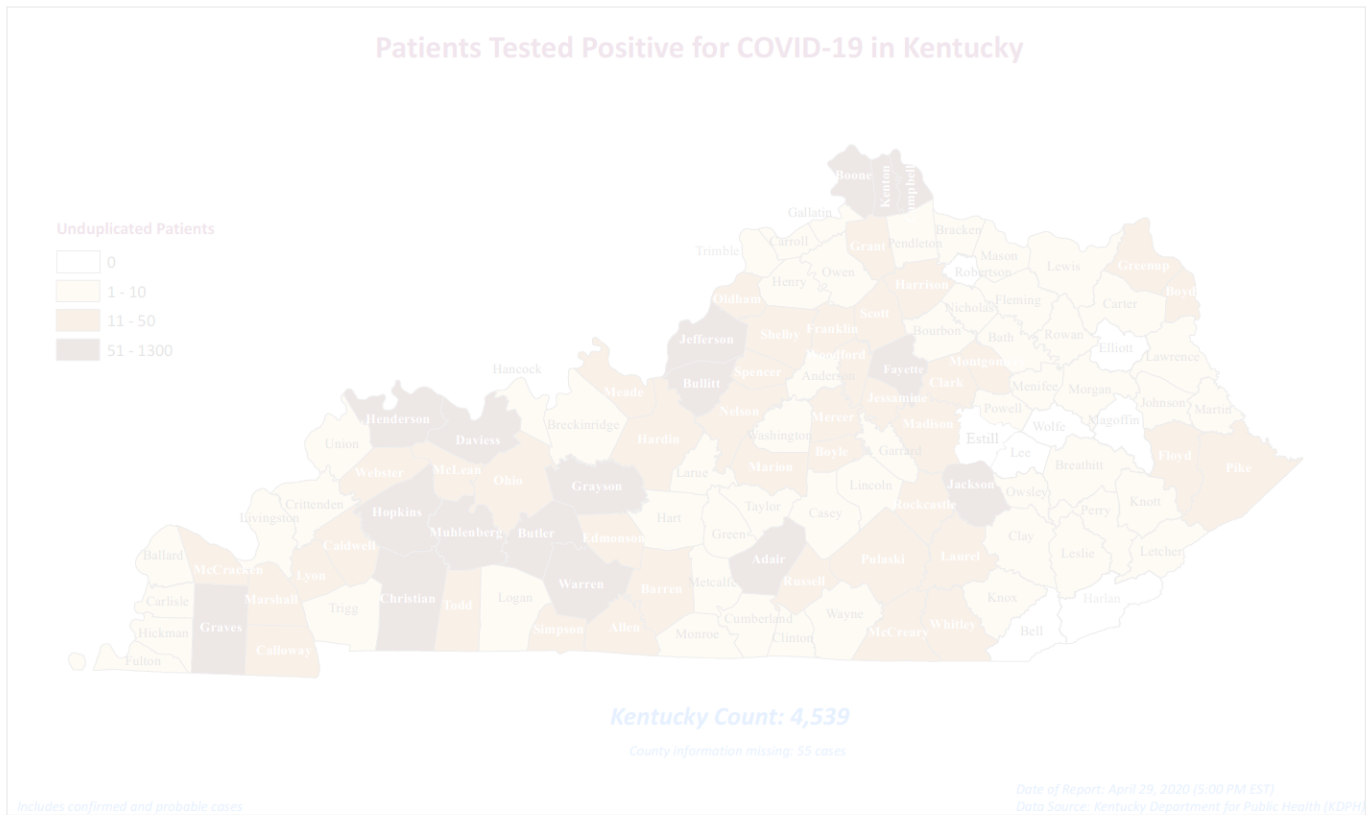 Patients Tested Positive for COVID-19 in Kentucky
Unduplicated Patients
0
1 - 10
11 - 50
51 - 1300
Boone
Kenton
mpbell
Gallatin
Carroll
Trimble
Grant
Pendleton
Bracken
Mason
Robertson
Lewis
Greenup
Boyd
Owen
Henry
Harrison
Oldham
Nicholas
Fleming
Carter
Scott
Shelby
Franklin
Bourbon
Bath
Rowan
Elliott
Lawrence
Jefferson
Woodford
Fayette
Montgom
Bullitt
Spencer
Anderson
Clark
Menifee
Morgan
Johnson
Martin
Hancock
Meade
Nelson
Jessamine
Powell
Magoffin
Henderson
Daviess
Breckinridge
Hardin
Washington
Mercer
Madison
Estill
Wolfe
Union
Boyle
Garrard
Lee
Floyd
Pike
Webster
McLean
Ohio
Grayson
Larue
Marion
Breathitt
Lincoln
Jackson
Owsley
Crittenden
Livingston
Hopkins
Muhlenberg
Butler
Hart
Taylor
Casey
Rockcastle
Perry
Knott
Edmonson
Green
Clay
Ballard
McCracken
Caldwell
Lyon
Warren
Adair
Pulaski
Laurel
Leslie
Letcher
Barren
Metcalfe
Russell
Carlisle
Graves
Marshall
Trigg
Christian
Todd
Logan
Wayne
Knox
Harlan
Hickman
Simpson
Allen
Monroe
Cumberland
Clinton
McCreary
Whitley
Bell
Fulton
Calloway
Kentucky Count: 4,539
County information missing: 55 cases
Date of Report: April 29, 2020 (5:00 PM EST)
Includes confirmed and probable cases
Data Source: Kentucky Department for Public Health (KDPH)